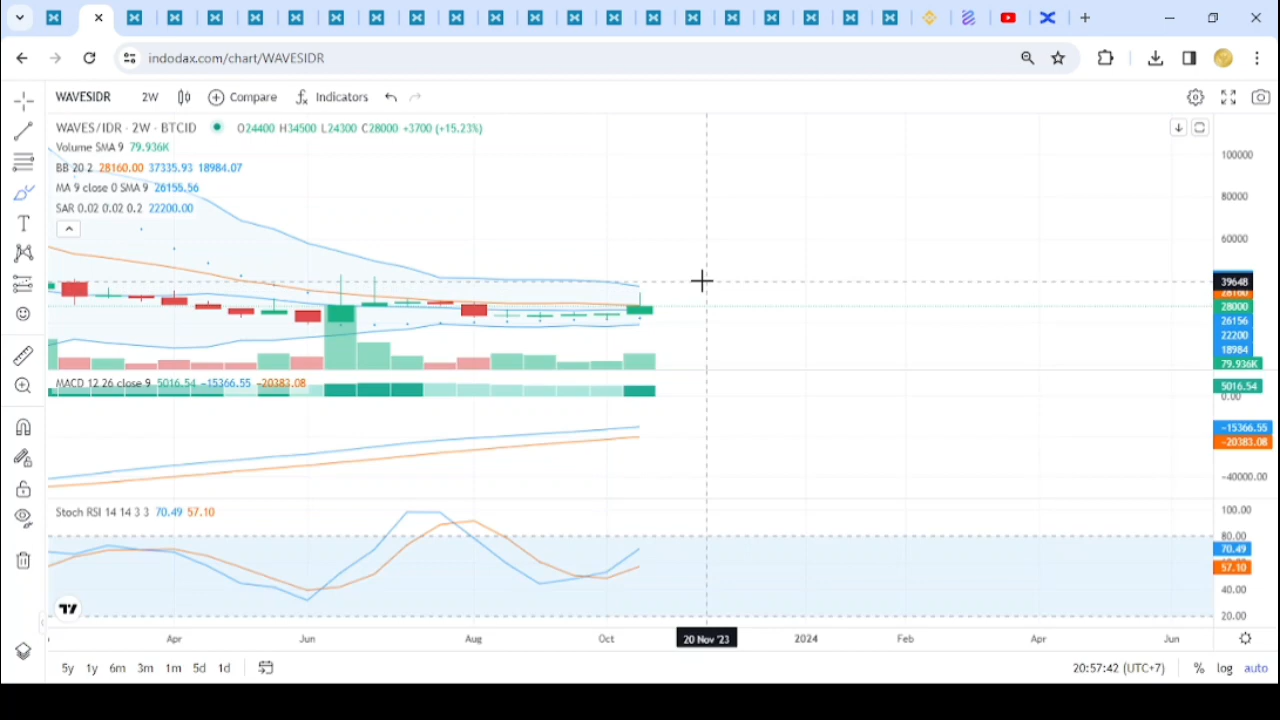 indodax.com/chart/WAVESIDR
WAVESIDR 2W Compare Indicators
WAVES/IDR · 2W · BTCID O24400 H34500 L24300 C28000 +3700 (+15.23%)
Volume SMA 9 79.936K
BB 20 2 28160.00 37335.93 18984.07
MA 9 close 0 SMA 9 26155.56
SAR 0.02 0.02 0.2 22200.00
100000
80000
60000
39648
28160
28000
26156
22200
18984
79.936K
MACD 12 26 close 9 5016.54 −15366.55 −20383.08
5016.54
0.00
−15366.55
−20383.08
−40000.00
Stoch RSI 14 14 3 3 70.49 57.10
100.00
80.00
70.49
57.10
40.00
20.00
Apr Jun Aug Oct 20 Nov '23 2024 Feb Apr Jun
5y 1y 6m 3m 1m 5d 1d 20:57:42 (UTC+7) % log auto